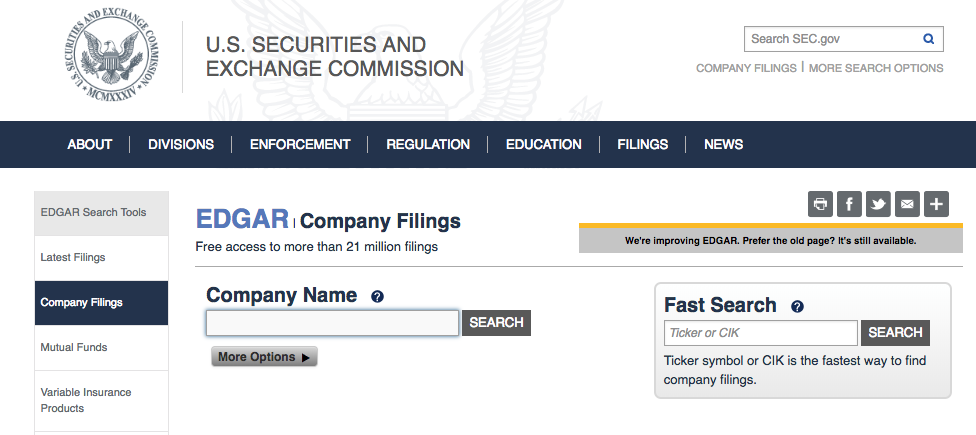 U.S. SECURITIES AND EXCHANGE COMMISSION
MCMXXXIV
U.S. SECURITIES AND
EXCHANGE COMMISSION
Search SEC.gov
COMPANY FILINGS | MORE SEARCH OPTIONS
ABOUT | DIVISIONS | ENFORCEMENT | REGULATION | EDUCATION | FILINGS | NEWS
EDGAR Search Tools
Latest Filings
Company Filings
Mutual Funds
Variable Insurance
Products
EDGAR | Company Filings
Free access to more than 21 million filings
We're improving EDGAR. Prefer the old page? It's still available.
Company Name ?
SEARCH
More Options ▶
Fast Search ?
Ticker or CIK SEARCH
Ticker symbol or CIK is the fastest way to find
company filings.